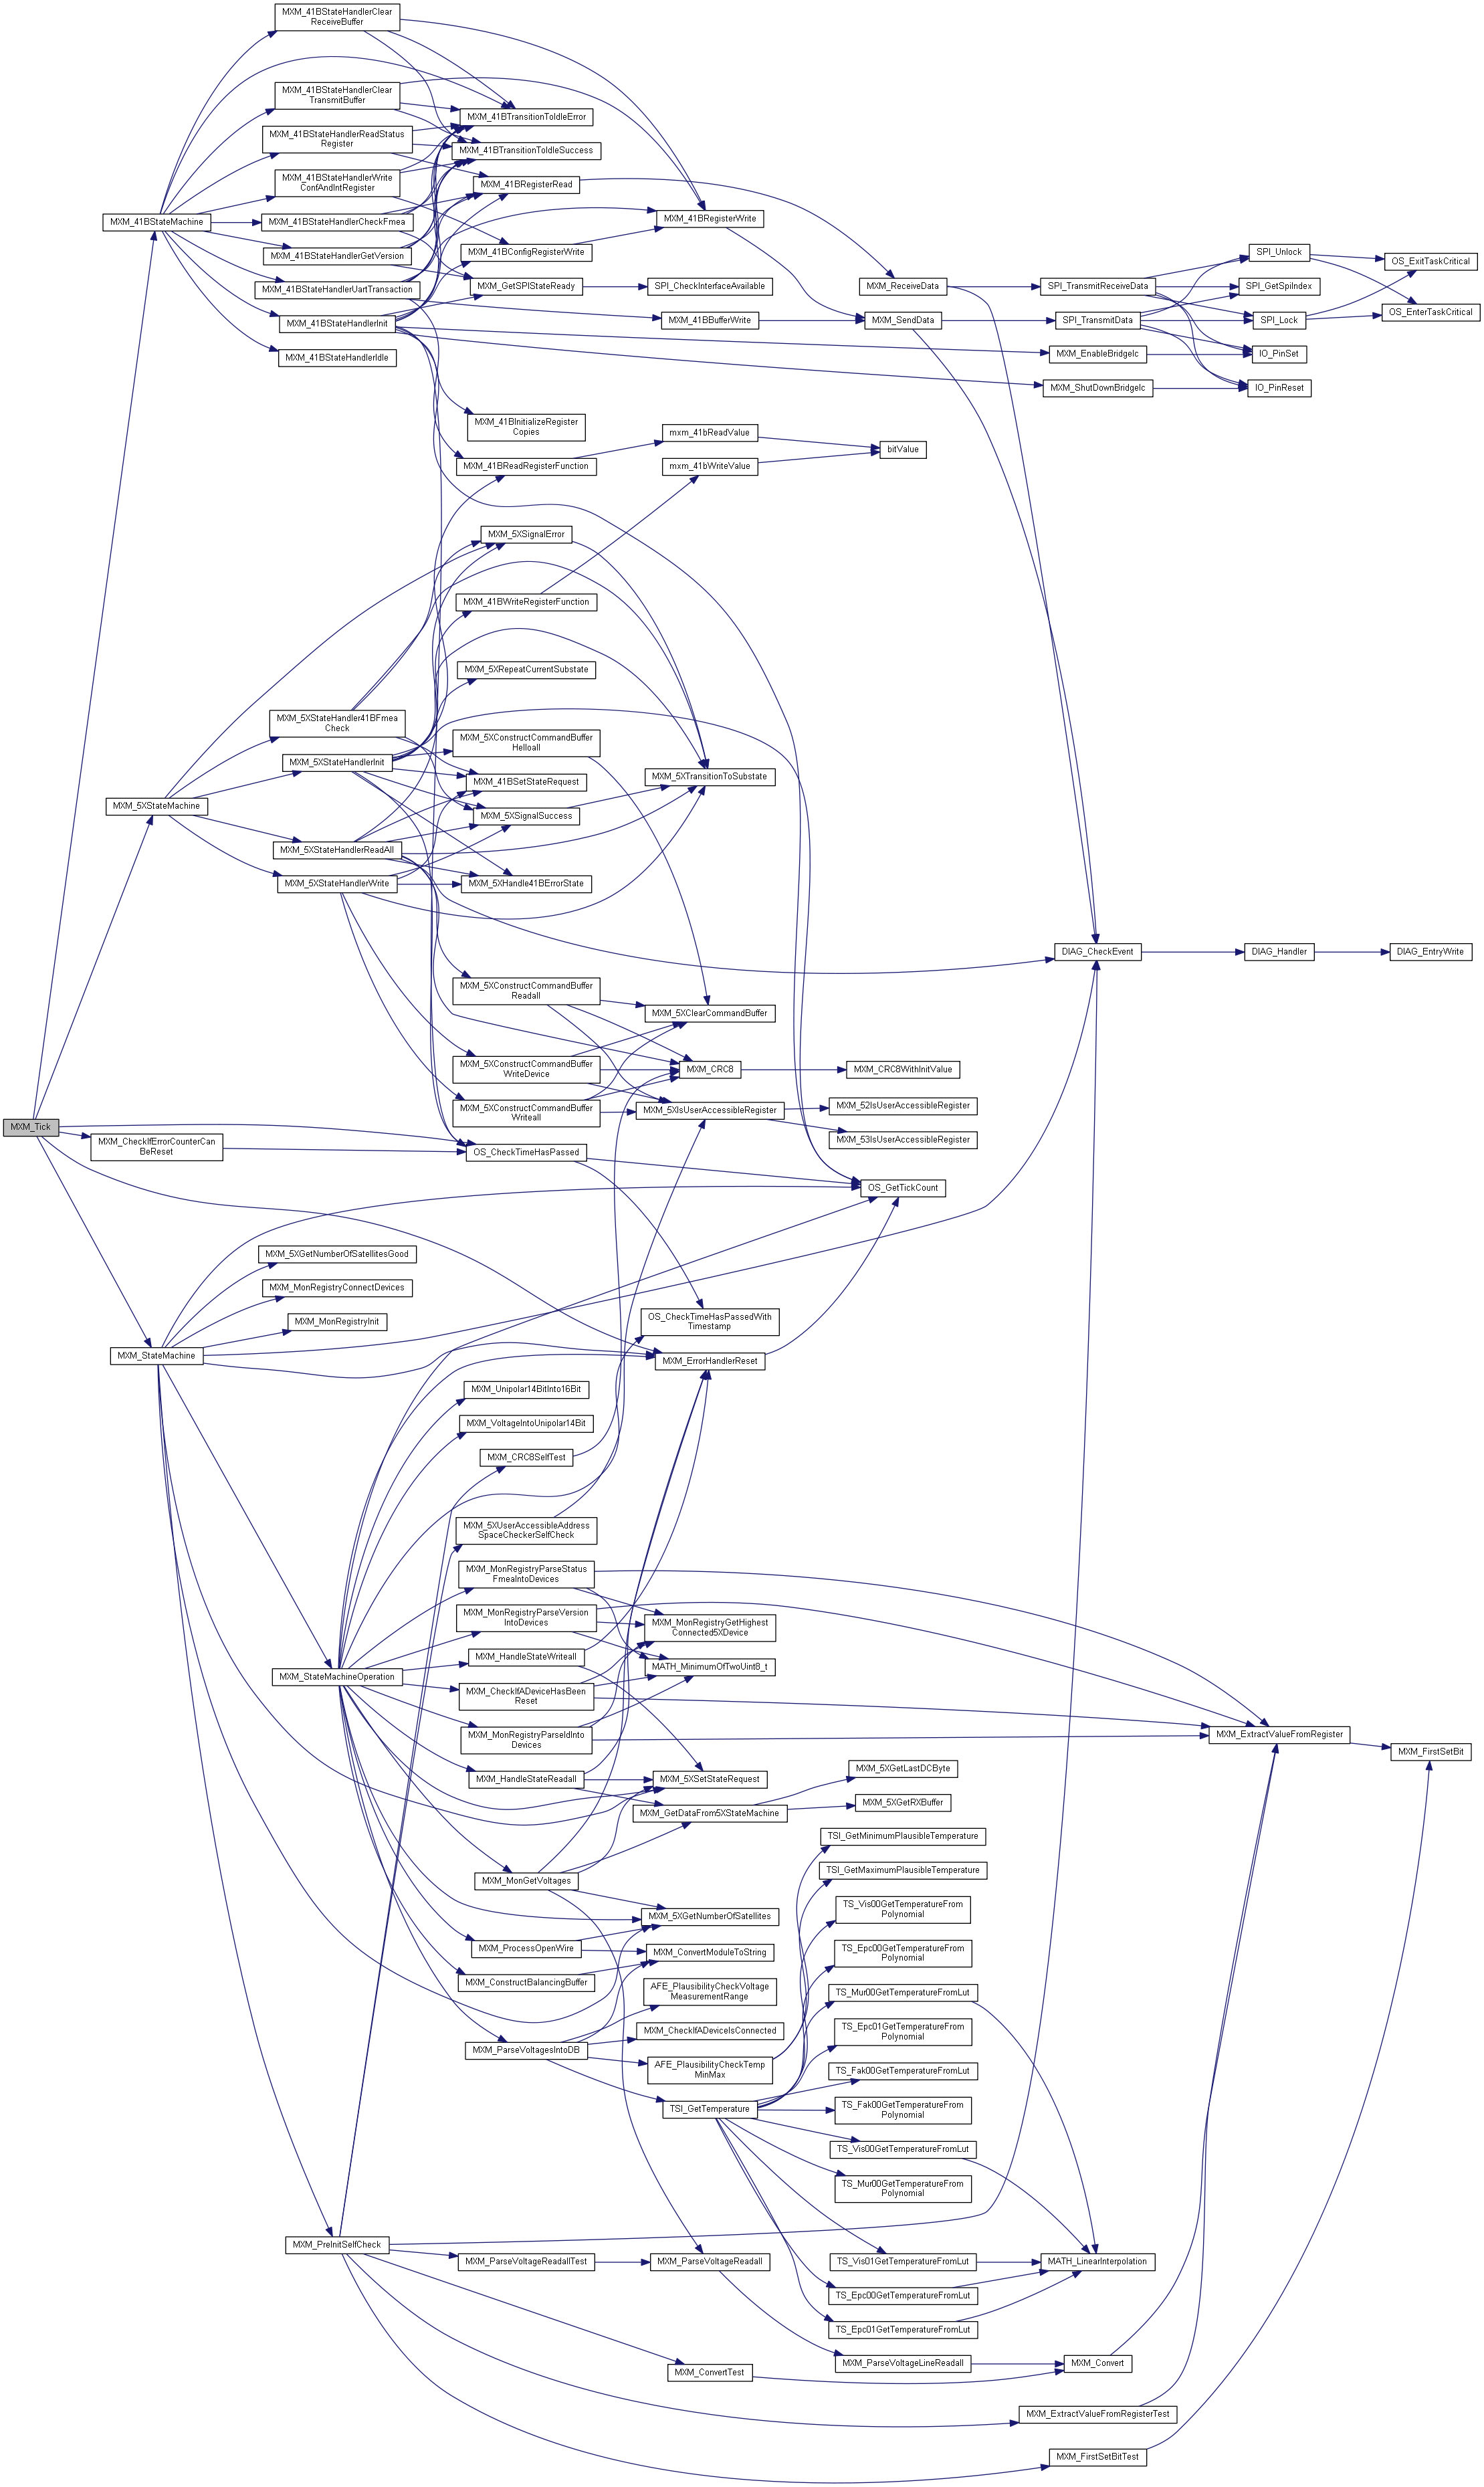 MXM_41BStateHandlerClear
ReceiveBuffer
MXM_41BStateHandlerClear
TransmitBuffer
MXM_41BTransitionToIdleError
MXM_41BStateHandlerReadStatus
Register
MXM_41BTransitionToIdleSuccess
MXM_41BStateHandlerWrite
ConfAndIntRegister
MXM_41BRegisterRead
MXM_41BStateMachine
MXM_41BStateHandlerCheckFmea
MXM_41BRegisterWrite
MXM_41BStateHandlerGetVersion
MXM_41BConfigRegisterWrite
SPI_Unlock
OS_ExitTaskCritical
MXM_41BStateHandlerUartTransaction
MXM_GetSPIStateReady
SPI_CheckInterfaceAvailable
MXM_ReceiveData
SPI_TransmitReceiveData
SPI_GetSpiIndex
OS_EnterTaskCritical
MXM_41BStateHandlerInit
MXM_41BBufferWrite
MXM_SendData
SPI_TransmitData
SPI_Lock
MXM_41BStateHandlerIdle
MXM_EnableBridgeIc
IO_PinSet
MXM_ShutDownBridgeIc
IO_PinReset
MXM_41BInitializeRegister
Copies
mxm_41bReadValue
bitValue
MXM_41BReadRegisterFunction
mxm_41bWriteValue
MXM_5XSignalError
MXM_41BWriteRegisterFunction
MXM_5XRepeatCurrentSubstate
MXM_5XStateHandler41BFmea
Check
MXM_5XConstructCommandBuffer
Helloall
MXM_5XStateHandlerInit
MXM_41BSetStateRequest
MXM_5XTransitionToSubstate
MXM_5XStateMachine
MXM_5XSignalSuccess
MXM_5XStateHandlerReadAll
MXM_5XStateHandlerWrite
MXM_5XHandle41BErrorState
DIAG_CheckEvent
DIAG_Handler
DIAG_EntryWrite
MXM_5XConstructCommandBuffer
Readall
MXM_5XClearCommandBuffer
MXM_5XConstructCommandBuffer
WriteDevice
MXM_CRC8
MXM_CRC8WithInitValue
MXM_5XConstructCommandBuffer
Writeall
MXM_5XIsUserAccessibleRegister
MXM_52IsUserAccessibleRegister
MXM_Tick
MXM_CheckIfErrorCounterCan
BeReset
MXM_53IsUserAccessibleRegister
OS_CheckTimeHasPassed
OS_GetTickCount
MXM_5XGetNumberOfSatellitesGood
MXM_MonRegistryConnectDevices
MXM_MonRegistryInit
OS_CheckTimeHasPassedWith
Timestamp
MXM_StateMachine
MXM_ErrorHandlerReset
MXM_Unipolar14BitInto16Bit
MXM_VoltageIntoUnipolar14Bit
MXM_CRC8SelfTest
MXM_5XUserAccessibleAddress
SpaceCheckerSelfCheck
MXM_MonRegistryParseStatus
FmeaIntoDevices
MXM_MonRegistryParseVersion
IntoDevices
MXM_MonRegistryGetHighest
Connected5XDevice
MXM_HandleStateWriteall
MATH_MinimumOfTwoUint8_t
MXM_StateMachineOperation
MXM_CheckIfADeviceHasBeen
Reset
MXM_MonRegistryParseIdInto
Devices
MXM_ExtractValueFromRegister
MXM_FirstSetBit
MXM_HandleStateReadall
MXM_5XSetStateRequest
MXM_5XGetLastDCByte
MXM_GetDataFrom5XStateMachine
MXM_5XGetRXBuffer
TSI_GetMinimumPlausibleTemperature
MXM_MonGetVoltages
TSI_GetMaximumPlausibleTemperature
MXM_5XGetNumberOfSatellites
TS_Vis00GetTemperatureFrom
Polynomial
MXM_ProcessOpenWire
MXM_ConvertModuleToString
TS_Epc00GetTemperatureFrom
Polynomial
MXM_ConstructBalancingBuffer
AFE_PlausibilityCheckVoltage
MeasurementRange
TS_Mur00GetTemperatureFromLut
MXM_CheckIfADeviceIsConnected
TS_Epc01GetTemperatureFrom
Polynomial
MXM_ParseVoltagesIntoDB
AFE_PlausibilityCheckTemp
MinMax
TS_Fak00GetTemperatureFromLut
TSI_GetTemperature
TS_Fak00GetTemperatureFrom
Polynomial
TS_Vis00GetTemperatureFromLut
TS_Mur00GetTemperatureFrom
Polynomial
MXM_PreInitSelfCheck
MXM_ParseVoltageReadallTest
MXM_ParseVoltageReadall
TS_Vis01GetTemperatureFromLut
MATH_LinearInterpolation
TS_Epc00GetTemperatureFromLut
TS_Epc01GetTemperatureFromLut
MXM_ParseVoltageLineReadall
MXM_Convert
MXM_ConvertTest
MXM_ExtractValueFromRegisterTest
MXM_FirstSetBitTest